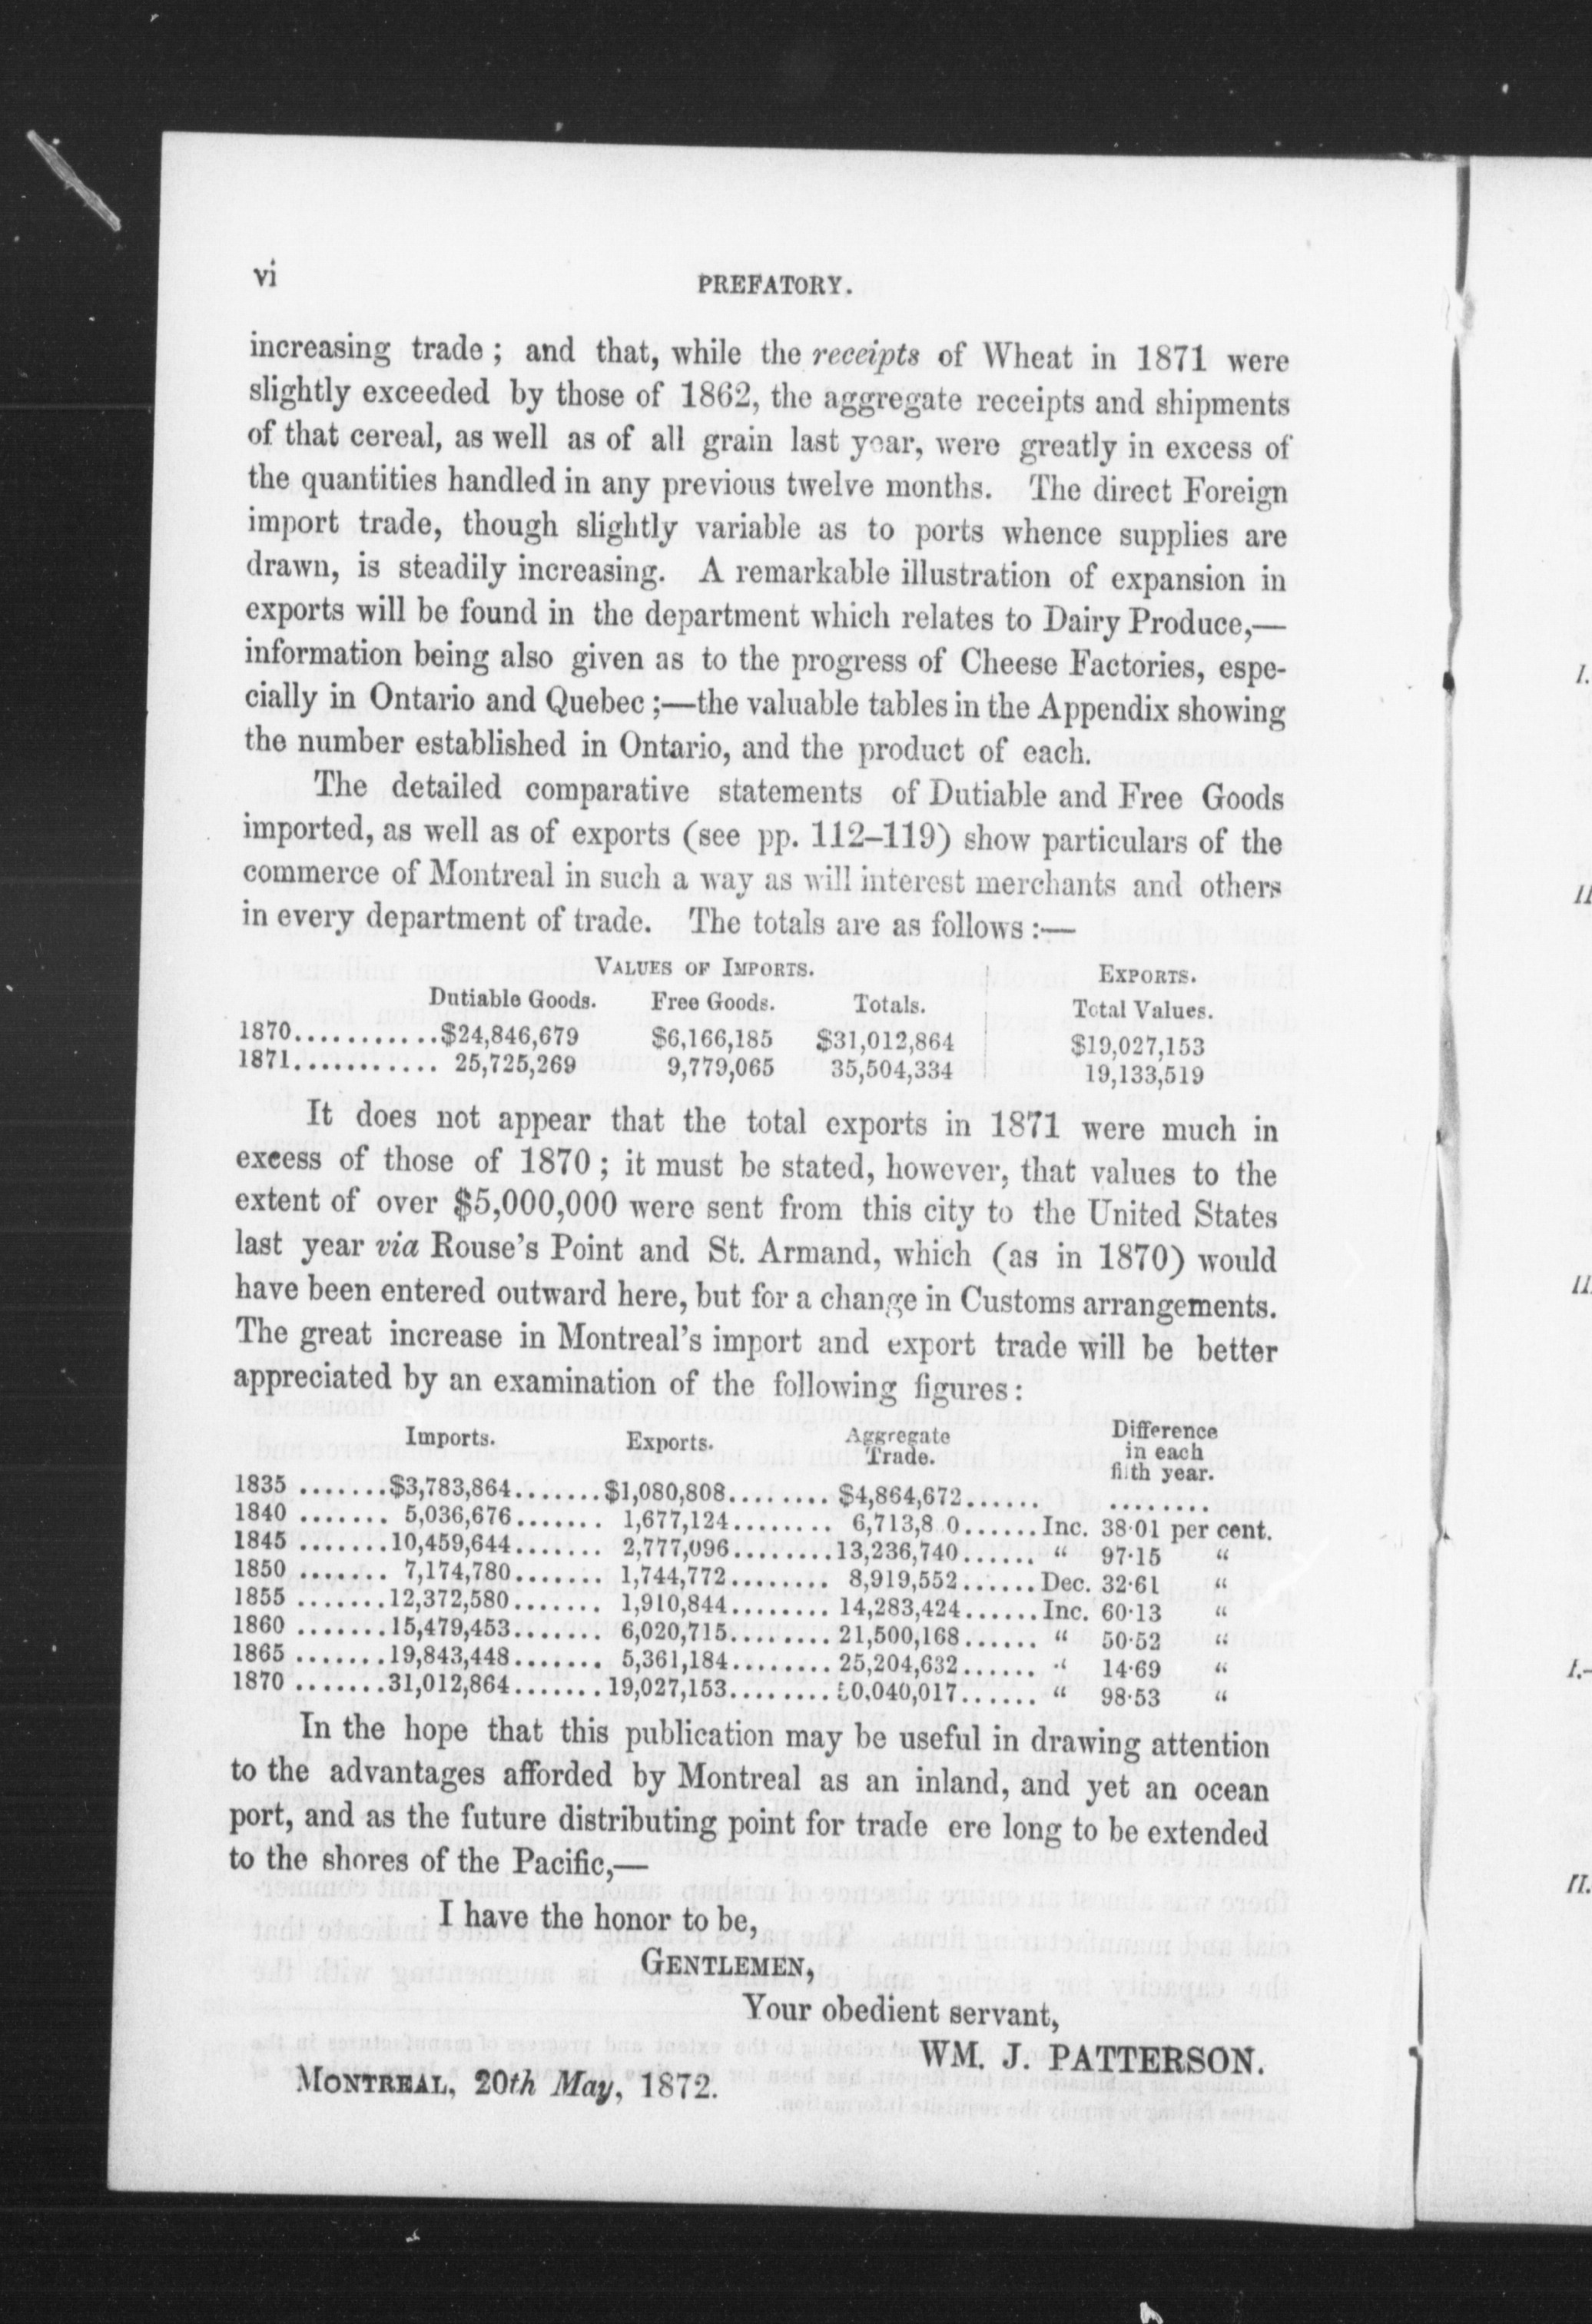 vi
PREFATORY.
increasing trade ; and that, while the receipts of Wheat in 1871 were
slightly exceeded by those of 1862, the aggregate receipts and shipments
of that cereal, as well as of all grain last year, were greatly in excess of
the quantities handled in any previous twelve months. The direct Foreign
import trade, though slightly variable as to ports whence supplies are
drawn, is steadily increasing. A remarkable illustration of expansion in
exports will be found in the department which relates to Dairy Produce,—
information being also given as to the progress of Cheese Factories, espe-
cially in Ontario and Quebec ;—the valuable tables in the Appendix showing
the number established in Ontario, and the product of each.
The detailed comparative statements of Dutiable and Free Goods
imported, as well as of exports (see pp. 112–119) show particulars of the
commerce of Montreal in such a way as will interest merchants and others
in every department of trade. The totals are as follows :—
VALUES OF IMPORTS. EXPORTS.
Dutiable Goods. Free Goods. Totals. Total Values.
1870...........$24,846,679 $6,166,185 $31,012,864 $19,027,153
1871........... 25,725,269 9,779,065 35,504,334 19,133,519
It does not appear that the total exports in 1871 were much in
excess of those of 1870 ; it must be stated, however, that values to the
extent of over $5,000,000 were sent from this city to the United States
last year via Rouse's Point and St. Armand, which (as in 1870) would
have been entered outward here, but for a change in Customs arrangements.
The great increase in Montreal's import and export trade will be better
appreciated by an examination of the following figures :
Imports. Exports. Aggregate Trade. Difference in each fifth year.
1835 .......$3,783,864.......$1,080,808........ $4,864,672...... ........
1840 ....... 5,036,676....... 1,677,124........ 6,713,8 0......Inc. 38·01 per cent.
1845 .......10,459,644....... 2,777,096........13,236,740...... “ 97·15 “
1850 ....... 7,174,780....... 1,744,772........ 8,919,552......Dec. 32·61 “
1855 .......12,372,580....... 1,910,844........ 14,283,424......Inc. 60·13 “
1860 .......15,479,453....... 6,020,715........ 21,500,168...... “ 50·52 “
1865 .......19,843,448....... 5,361,184........ 25,204,632...... “ 14·69 “
1870 .......31,012,864.......19,027,153........50,040,017...... “ 98·53 “
In the hope that this publication may be useful in drawing attention
to the advantages afforded by Montreal as an inland, and yet an ocean
port, and as the future distributing point for trade ere long to be extended
to the shores of the Pacific,—
I have the honor to be,
GENTLEMEN,
Your obedient servant,
WM. J. PATTERSON.
MONTREAL, 20th May, 1872.